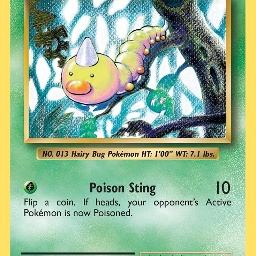 NO. 013 Hairy Bug Pokémon HT: 1'00" WT: 7.1 lbs.
Poison Sting 10
Flip a coin. If heads, your opponent's Active
Pokémon is now Poisoned.